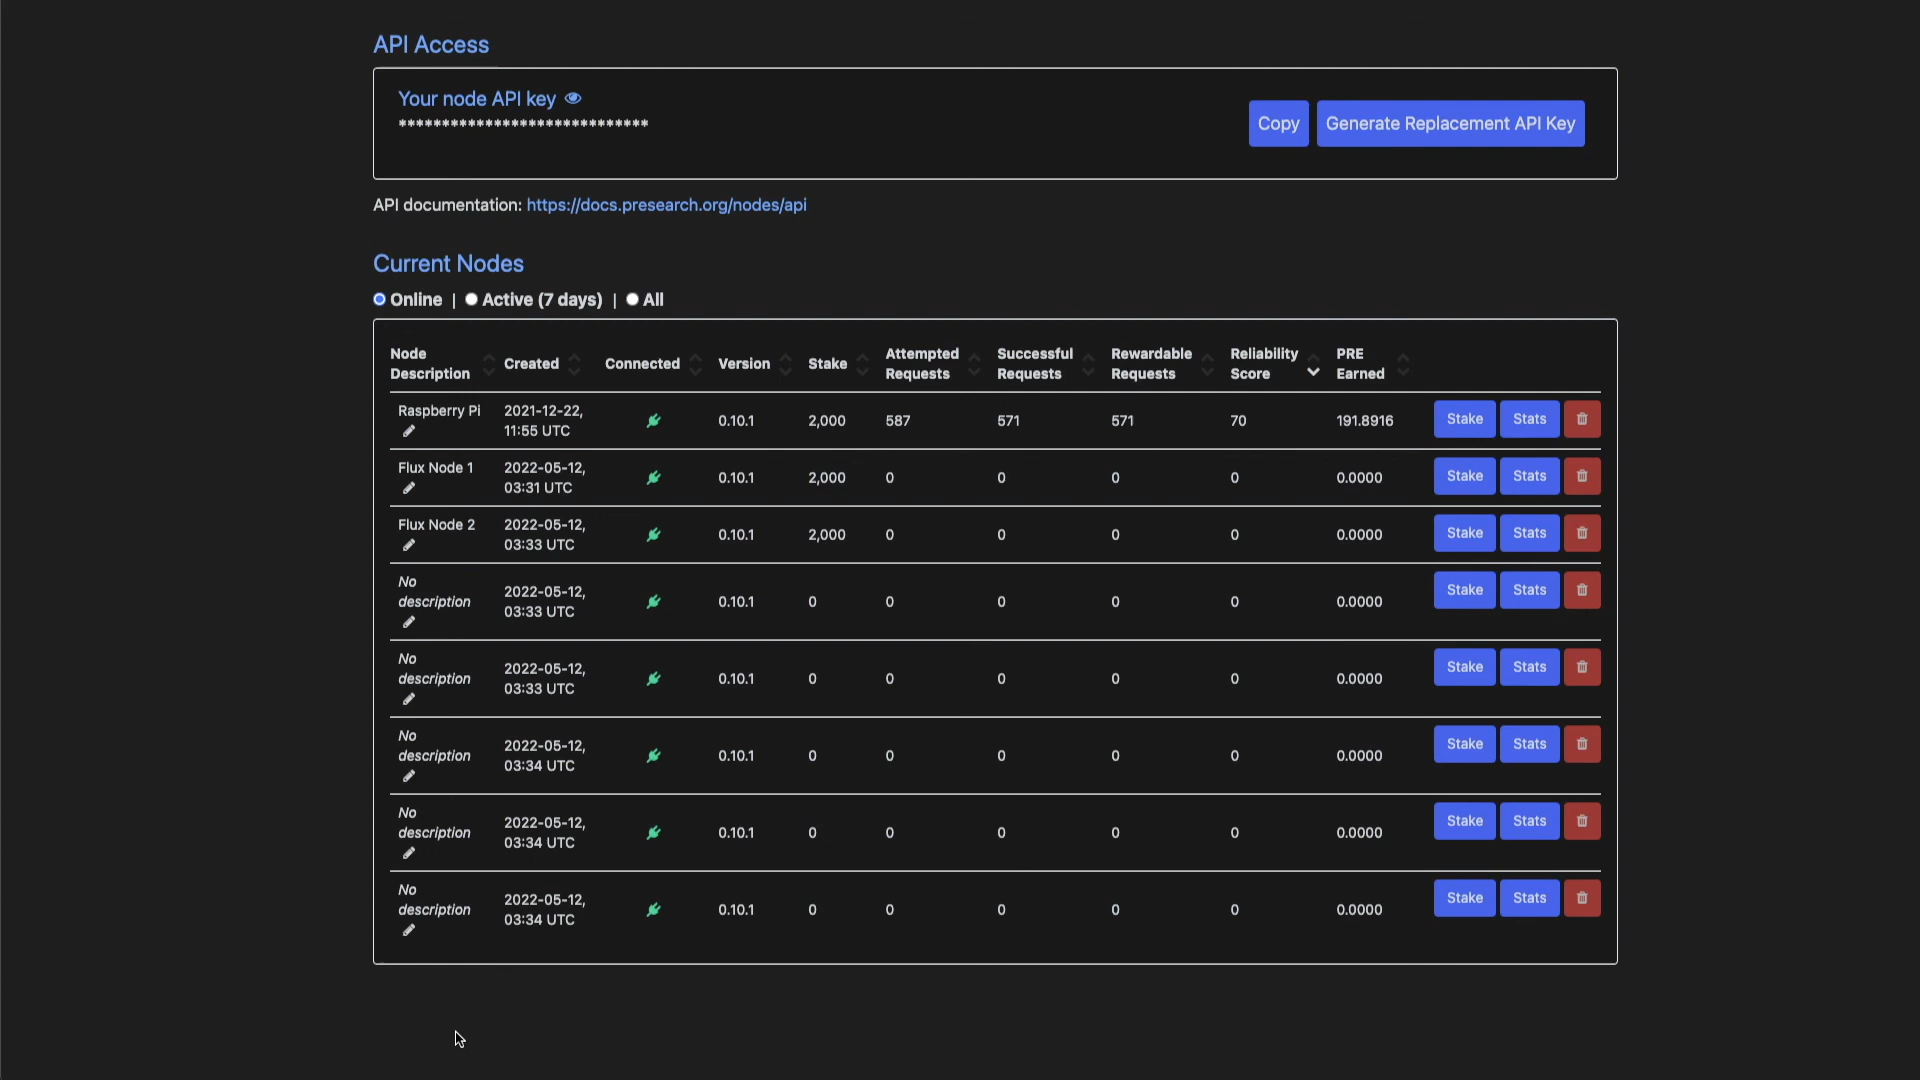 API Access
Your node API key
*****************************
Copy
Generate Replacement API Key
API documentation: https://docs.presearch.org/nodes/api
Current Nodes
Online | Active (7 days) | All
Node Description Created Connected Version Stake Attempted Requests Successful Requests Rewardable Requests Reliability Score PRE Earned
Raspberry Pi 2021-12-22, 11:55 UTC 0.10.1 2,000 587 571 571 70 191.8916 Stake Stats
Flux Node 1 2022-05-12, 03:31 UTC 0.10.1 2,000 0 0 0 0 0.0000 Stake Stats
Flux Node 2 2022-05-12, 03:33 UTC 0.10.1 2,000 0 0 0 0 0.0000 Stake Stats
No description 2022-05-12, 03:33 UTC 0.10.1 0 0 0 0 0 0.0000 Stake Stats
No description 2022-05-12, 03:33 UTC 0.10.1 0 0 0 0 0 0.0000 Stake Stats
No description 2022-05-12, 03:34 UTC 0.10.1 0 0 0 0 0 0.0000 Stake Stats
No description 2022-05-12, 03:34 UTC 0.10.1 0 0 0 0 0 0.0000 Stake Stats
No description 2022-05-12, 03:34 UTC 0.10.1 0 0 0 0 0 0.0000 Stake Stats